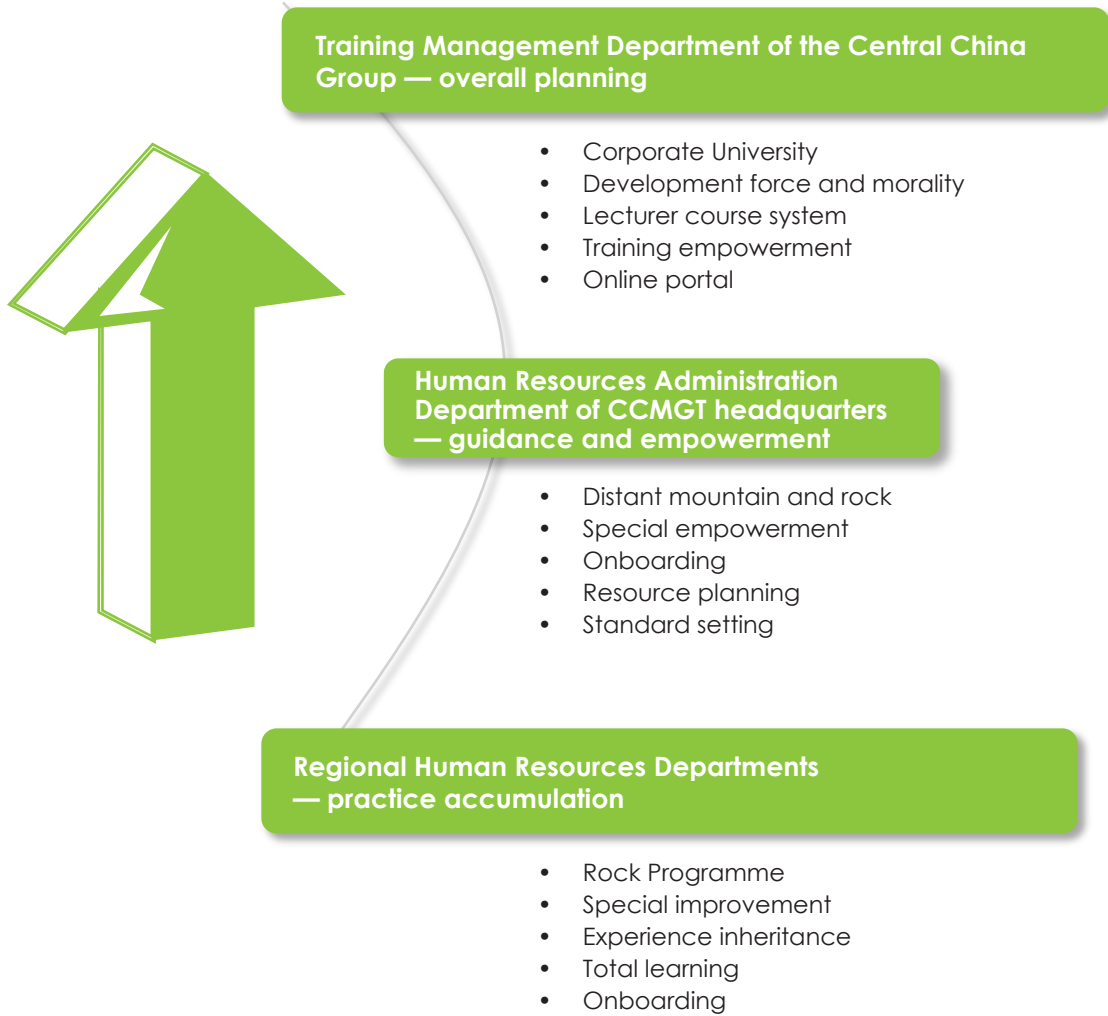 Training Management Department of the Central China
Group — overall planning
• Corporate University
• Development force and morality
• Lecturer course system
• Training empowerment
• Online portal
Human Resources Administration
Department of CCMGT headquarters
— guidance and empowerment
• Distant mountain and rock
• Special empowerment
• Onboarding
• Resource planning
• Standard setting
Regional Human Resources Departments
— practice accumulation
• Rock Programme
• Special improvement
• Experience inheritance
• Total learning
• Onboarding